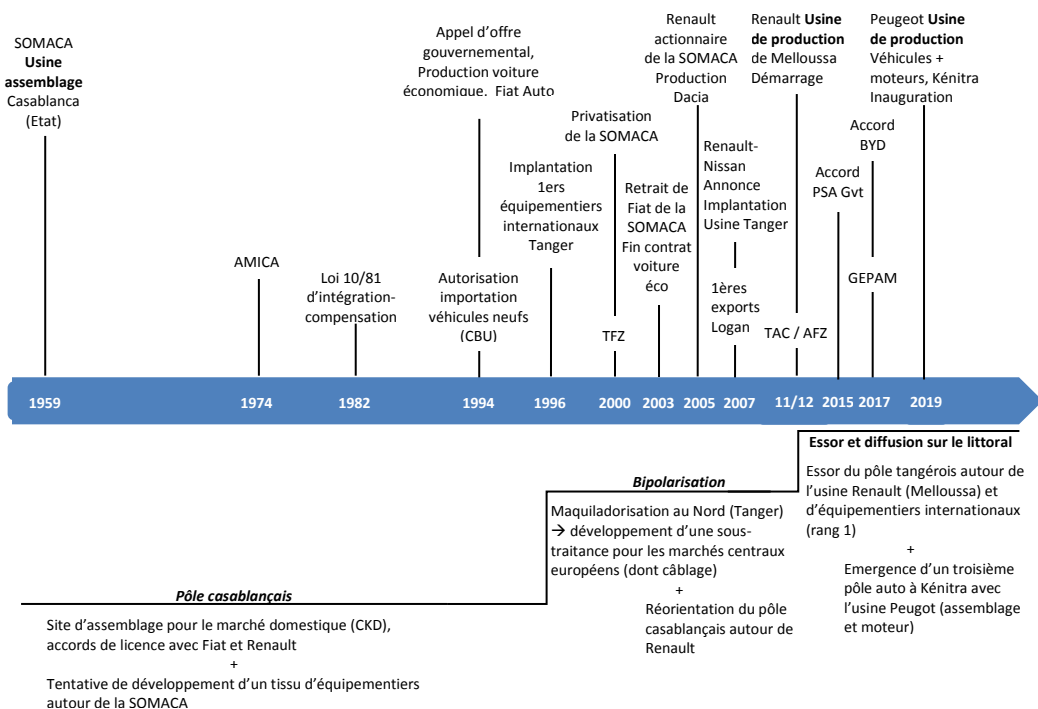 SOMACA
Usine
assemblage
Casablanca
(Etat)
AMICA
Loi 10/81
d'intégration-
compensation
Appel d'offre
gouvernemental,
Production voiture
économique. Fiat Auto
Autorisation
importation
véhicules neufs
(CBU)
Implantation
1ers
équipementiers
internationaux
Tanger
Privatisation
de la SOMACA
TFZ
Retrait de
Fiat de la
SOMACA
Fin contrat
voiture
éco
Renault
actionnaire
de la SOMACA
Production
Dacia
Renault-
Nissan
Annonce
Implantation
Usine Tanger
1ères
exports
Logan
Renault Usine
de production
de Melloussa
Démarrage
TAC / AFZ
Accord
PSA Gvt
Accord
BYD
GEPAM
Peugeot Usine
de production
Véhicules +
moteurs, Kénitra
Inauguration
1959 1974 1982 1994 1996 2000 2003 2005 2007 11/12 2015 2017 2019
Pôle casablançais
Site d'assemblage pour le marché domestique (CKD),
accords de licence avec Fiat et Renault
+
Tentative de développement d'un tissu d'équipementiers
autour de la SOMACA
Bipolarisation
Maquiladorisation au Nord (Tanger)
→ développement d'une sous-
traitance pour les marchés centraux
européens (dont câblage)
+
Réorientation du pôle
casablançais autour de
Renault
Essor et diffusion sur le littoral
Essor du pôle tangérois autour de
l'usine Renault (Melloussa) et
d'équipementiers internationaux
(rang 1)
+
Emergence d'un troisième
pôle auto à Kénitra avec
l'usine Peugot (assemblage
et moteur)